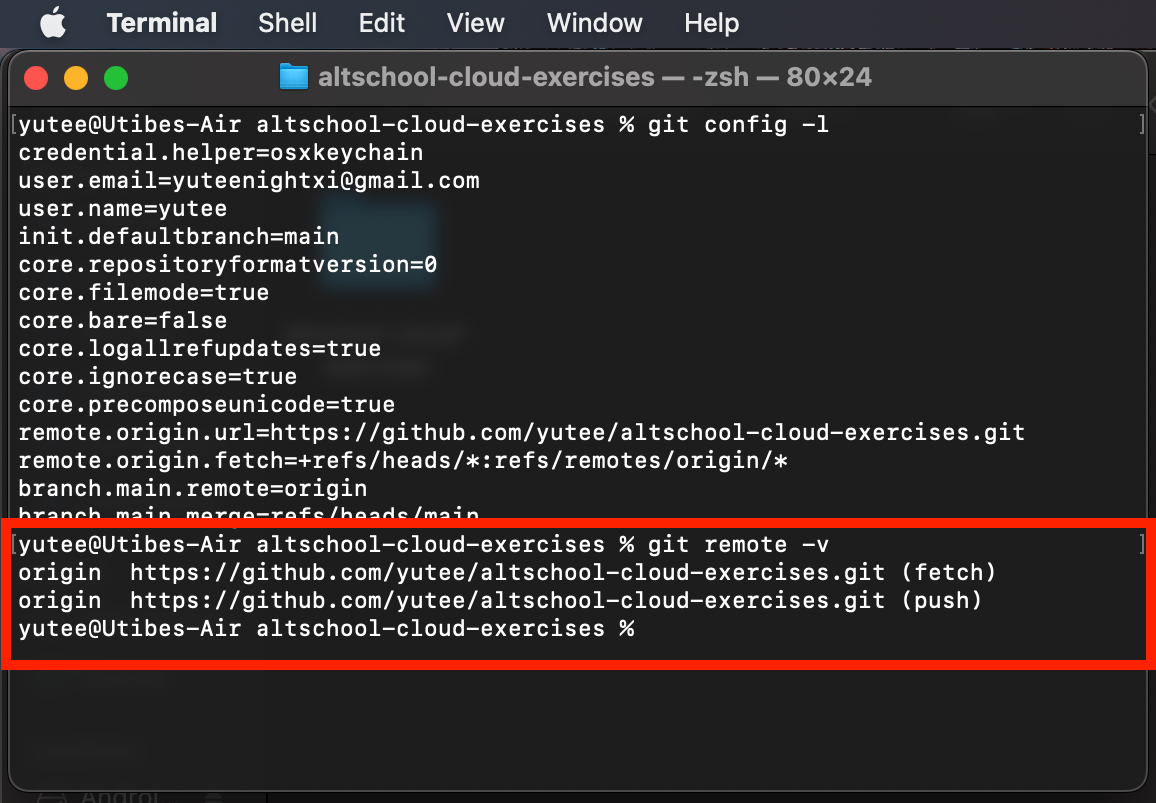 Terminal Shell Edit View Window Help
altschool-cloud-exercises — -zsh — 80×24
[yutee@Utibes-Air altschool-cloud-exercises % git config -l ]
credential.helper=osxkeychain
user.email=yuteenightxi@gmail.com
user.name=yutee
init.defaultbranch=main
core.repositoryformatversion=0
core.filemode=true
core.bare=false
core.logallrefupdates=true
core.ignorecase=true
core.precomposeunicode=true
remote.origin.url=https://github.com/yutee/altschool-cloud-exercises.git
remote.origin.fetch=+refs/heads/*:refs/remotes/origin/*
branch.main.remote=origin
branch.main.merge=refs/heads/main
[yutee@Utibes-Air altschool-cloud-exercises % git remote -v ]
origin https://github.com/yutee/altschool-cloud-exercises.git (fetch)
origin https://github.com/yutee/altschool-cloud-exercises.git (push)
yutee@Utibes-Air altschool-cloud-exercises %